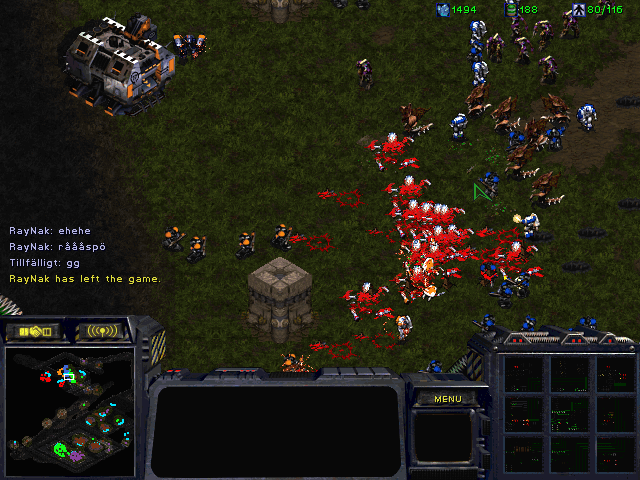 1494 188 80/116
RayNak: ehehe
RayNak: råååspö
Tillfälligt: gg
RayNak has left the game.
MENU